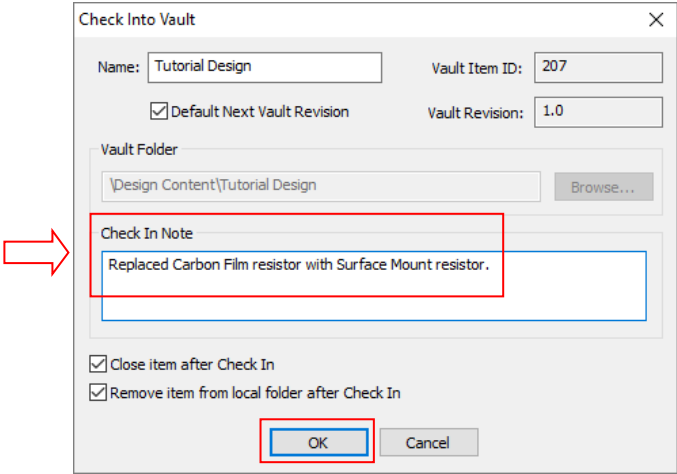 Check Into Vault
Name: Tutorial Design Vault Item ID: 207
Default Next Vault Revision Vault Revision: 1.0
Vault Folder
\Design Content\Tutorial Design Browse...
Check In Note
Replaced Carbon Film resistor with Surface Mount resistor.
Close item after Check In
Remove item from local folder after Check In
OK Cancel